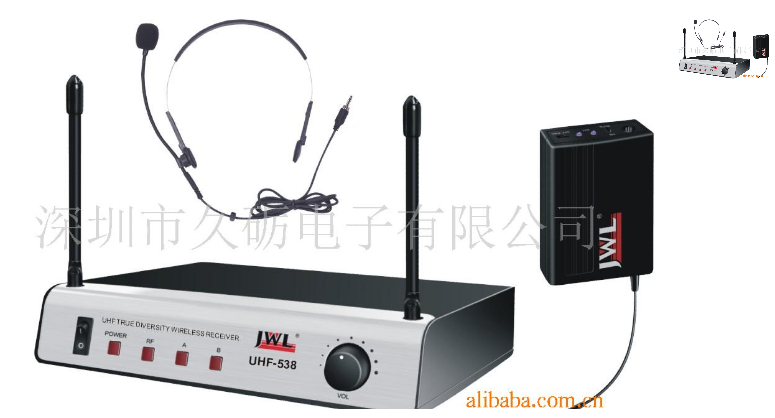 深圳市久砺电子有限公司
JWL®
UHF TRUE DIVERSITY WIRELESS RECEIVER
POWER
RF
A
B
JWL®
UHF-538
VOL
alibaba.com.cn